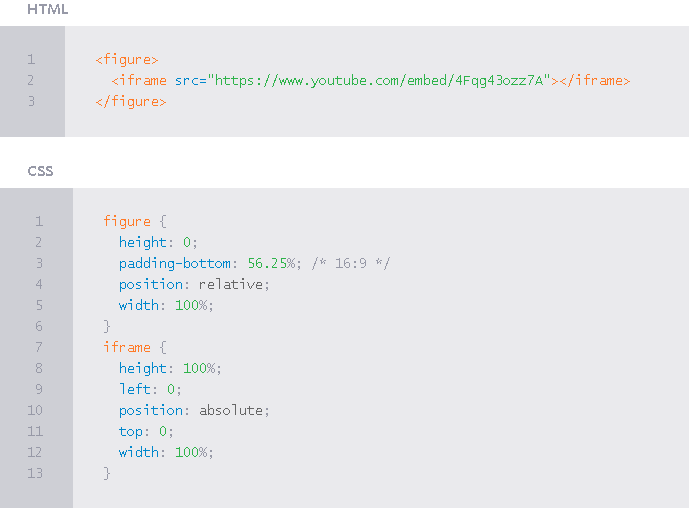 HTML
1 <figure>
2 <iframe src="https://www.youtube.com/embed/4Fqg43ozz7A"></iframe>
3 </figure>
CSS
1 figure {
2 height: 0;
3 padding-bottom: 56.25%; /* 16:9 */
4 position: relative;
5 width: 100%;
6 }
7 iframe {
8 height: 100%;
9 left: 0;
10 position: absolute;
11 top: 0;
12 width: 100%;
13 }